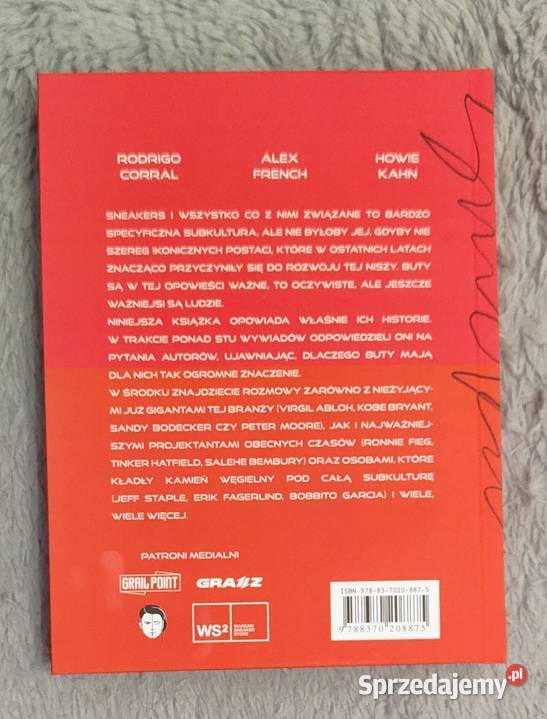 RODRIGO CORRAL
ALEX FRENCH
HOWIE KAHN
SNEAKERS I WSZYSTKO CO Z NIMI ZWIĄZANE TO BARDZO
SPECYFICZNA SUBKULTURA, ALE NIE BYŁOBY JEJ, GDYBY NIE
SZEREG IKONICZNYCH POSTACI, KTÓRE W OSTATNICH LATACH
ZNACZĄCO PRZYCZYNIŁY SIĘ DO ROZWOJU TEJ NISZY. BUTY
SĄ W TEJ OPOWIEŚCI WAŻNE, TO OCZYWISTE, ALE JESZCZE
WAŻNIEJSI SĄ LUDZIE.
NINIEJSZA KSIĄŻKA OPOWIADA WŁAŚNIE ICH HISTORIE.
W TRAKCIE PONAD STU WYWIADÓW ODPOWIEDZIELI ONI NA
PYTANIA AUTORÓW, UJAWNIAJĄC, DLACZEGO BUTY MAJĄ
DLA NICH TAK OGROMNE ZNACZENIE.
W ŚRODKU ZNAJDZIECIE ROZMOWY ZARÓWNO Z NIEŻYJĄCY-
MI JUŻ GIGANTAMI TEJ BRANŻY (VIRGIL ABLOH, KOBE BRYANT,
SANDY BODECKER CZY PETER MOORE), JAK I NAJWAŻNIEJ-
SZYMI PROJEKTANTAMI OBECNYCH CZASÓW (RONNIE FIEG,
TINKER HATFIELD, SALEHE BEMBURY) ORAZ OSOBAMI, KTÓRE
KŁADŁY KAMIEŃ WĘGIELNY POD CAŁĄ SUBKULTURĘ
(JEFF STAPLE, ERIK FAGERLIND, BOBBITO GARCIA) I WIELE,
WIELE WIĘCEJ.
PATRONI MEDIALNI
GRAIL POINT
WS2
WARSAW SNEAKER STORE
ISBN 978-83-7020-887-5
9788370208875
Sprzedajemy.pl